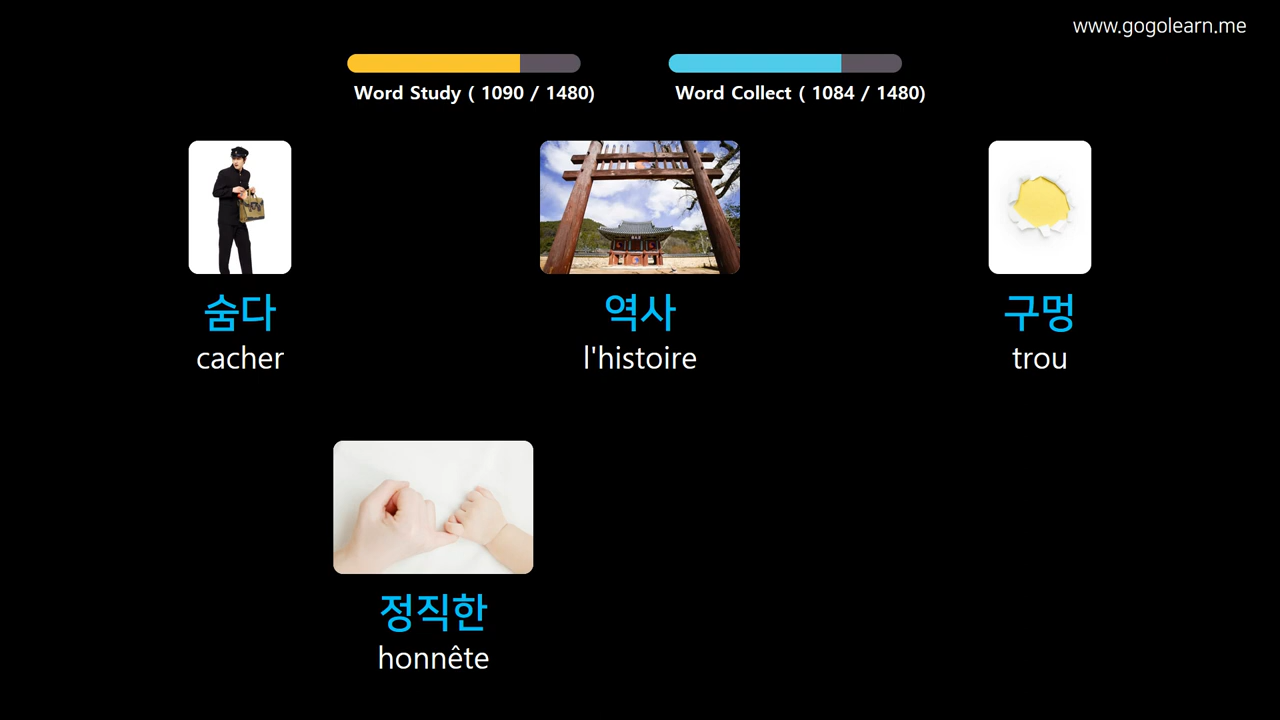 www.gogolearn.me
Word Study ( 1090 / 1480)
Word Collect ( 1084 / 1480)
숨다
cacher
역사
l'histoire
구멍
trou
정직한
honnête